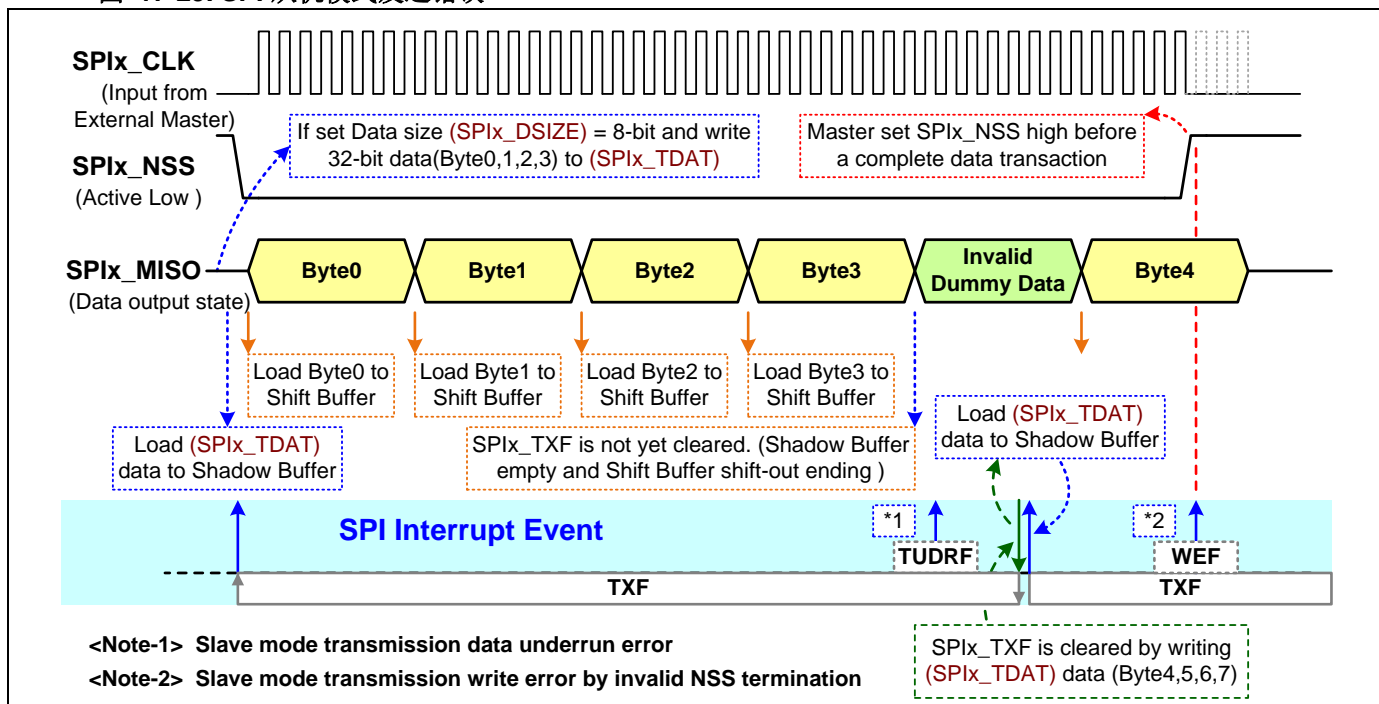 SPIx_CLK
(Input from
External Master)
If set Data size (SPIx_DSIZE) = 8-bit and write
32-bit data(Byte0,1,2,3) to (SPIx_TDAT)
Master set SPIx_NSS high before
a complete data transaction
SPIx_NSS
(Active Low )
SPIx_MISO
(Data output state)
Byte0
Byte1
Byte2
Byte3
Invalid
Dummy Data
Byte4
Load Byte0 to
Shift Buffer
Load Byte1 to
Shift Buffer
Load Byte2 to
Shift Buffer
Load Byte3 to
Shift Buffer
Load (SPIx_TDAT)
data to Shadow Buffer
SPIx_TXF is not yet cleared. (Shadow Buffer
empty and Shift Buffer shift-out ending )
Load (SPIx_TDAT)
data to Shadow Buffer
SPI Interrupt Event
*1
TUDRF
*2
WEF
TXF
TXF
<Note-1> Slave mode transmission data underrun error
<Note-2> Slave mode transmission write error by invalid NSS termination
SPIx_TXF is cleared by writing
(SPIx_TDAT) data (Byte4,5,6,7)